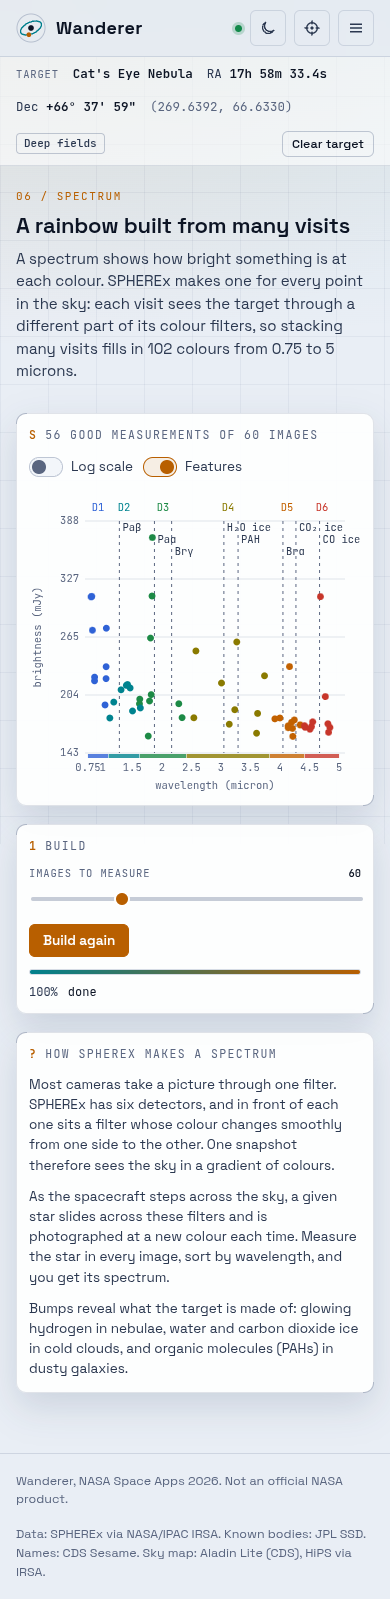 Wanderer
TARGET Cat's Eye Nebula RA 17h 58m 33.4s
Dec +66° 37' 59" (269.6392, 66.6330)
Deep fields
Clear target
06 / SPECTRUM
A rainbow built from many visits
A spectrum shows how bright something is at
each colour. SPHEREx makes one for every point
in the sky: each visit sees the target through a
different part of its colour filters, so stacking
many visits fills in 102 colours from 0.75 to 5
microns.
S 56 GOOD MEASUREMENTS OF 60 IMAGES
Log scale
Features
D1 D2 D3 D4 D5 D6
388
Paβ H₂O ice CO₂ ice
Paα PAH CO ice
Brγ Brα
327
265
204
143
brightness (mJy)
0.75 1 1.5 2 2.5 3 3.5 4 4.5 5
wavelength (micron)
1 BUILD
IMAGES TO MEASURE 60
Build again
100% done
? HOW SPHEREX MAKES A SPECTRUM
Most cameras take a picture through one filter.
SPHEREx has six detectors, and in front of each
one sits a filter whose colour changes smoothly
from one side to the other. One snapshot
therefore sees the sky in a gradient of colours.
As the spacecraft steps across the sky, a given
star slides across these filters and is
photographed at a new colour each time. Measure
the star in every image, sort by wavelength, and
you get its spectrum.
Bumps reveal what the target is made of: glowing
hydrogen in nebulae, water and carbon dioxide ice
in cold clouds, and organic molecules (PAHs) in
dusty galaxies.
Wanderer, NASA Space Apps 2026. Not an official NASA
product.
Data: SPHEREx via NASA/IPAC IRSA. Known bodies: JPL SSD.
Names: CDS Sesame. Sky map: Aladin Lite (CDS), HiPS via
IRSA.